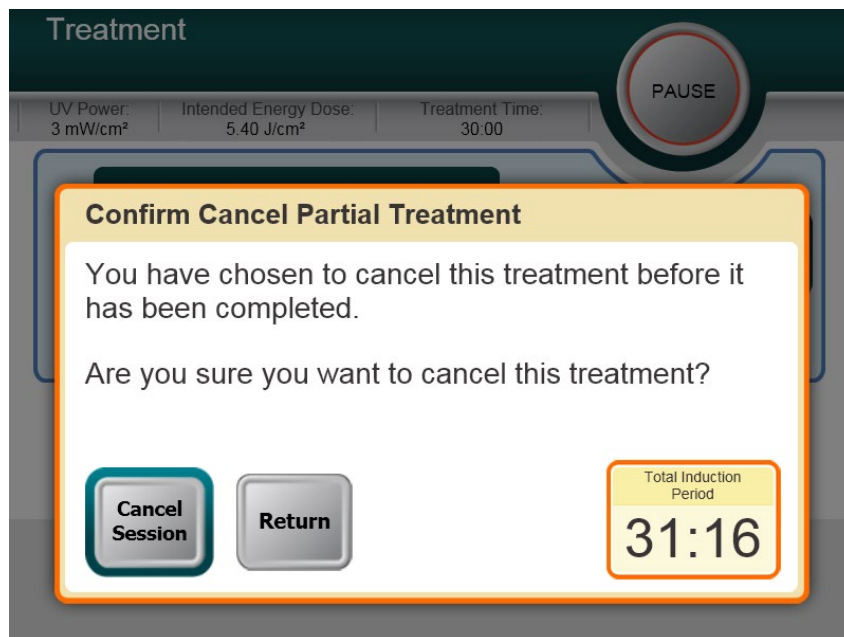 Treatment
PAUSE
UV Power:
3 mW/cm²
Intended Energy Dose:
5.40 J/cm²
Treatment Time:
30:00
Confirm Cancel Partial Treatment
You have chosen to cancel this treatment before it
has been completed.
Are you sure you want to cancel this treatment?
Cancel
Session
Return
Total Induction
Period
31:16